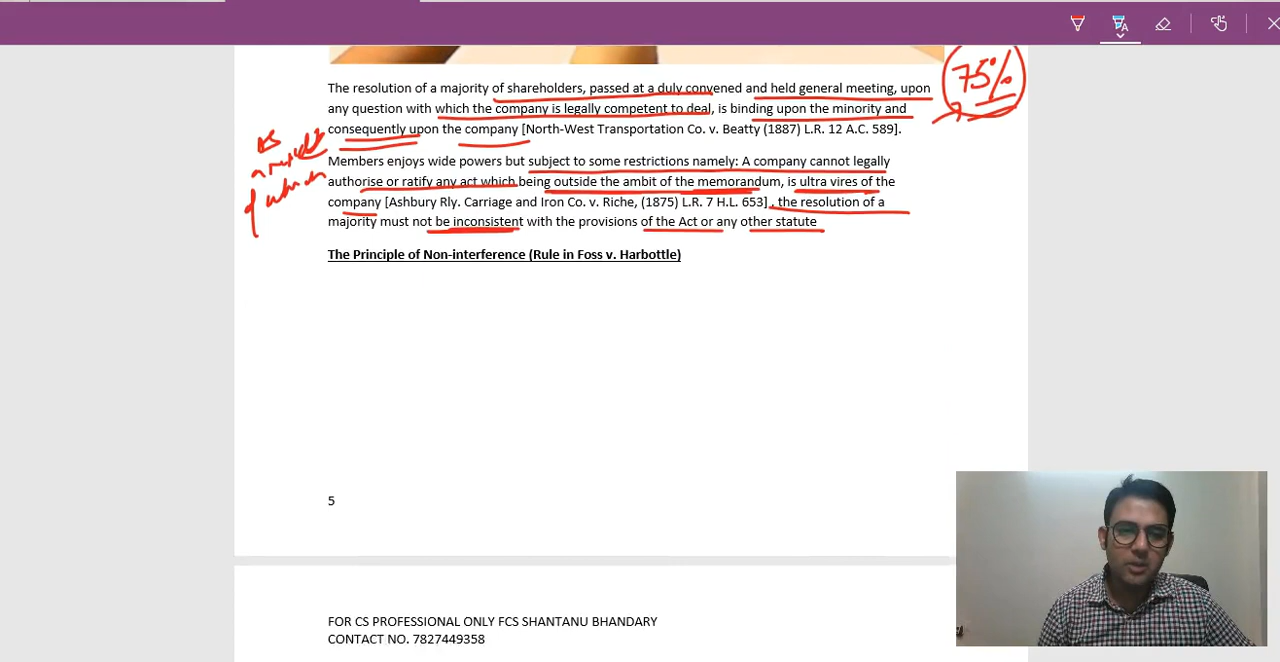 75%
The resolution of a majority of shareholders, passed at a duly convened and held general meeting, upon
any question with which the company is legally competent to deal, is binding upon the minority and
consequently upon the company [North-West Transportation Co. v. Beatty (1887) L.R. 12 A.C. 589].
Members enjoys wide powers but subject to some restrictions namely: A company cannot legally
authorise or ratify any act which being outside the ambit of the memorandum, is ultra vires of the
company [Ashbury Rly. Carriage and Iron Co. v. Riche, (1875) L.R. 7 H.L. 653] , the resolution of a
majority must not be inconsistent with the provisions of the Act or any other statute
The Principle of Non-interference (Rule in Foss v. Harbottle)
5
FOR CS PROFESSIONAL ONLY FCS SHANTANU BHANDARY
CONTACT NO. 7827449358